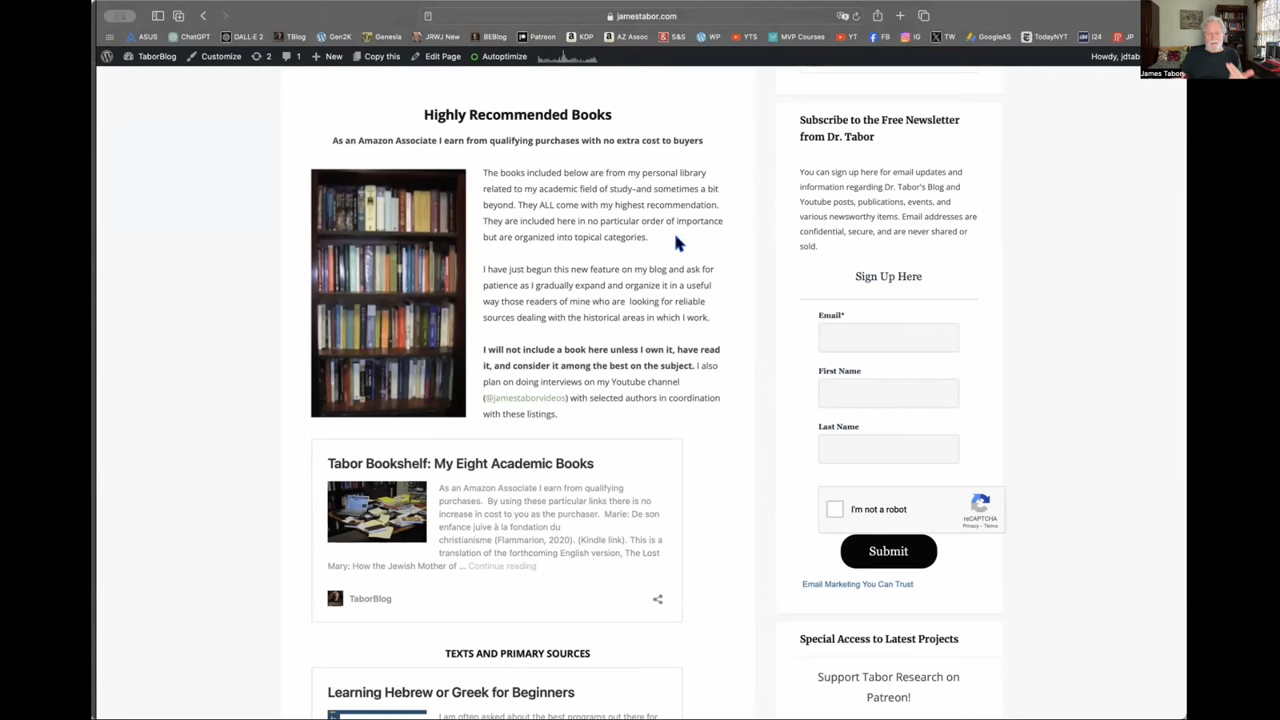 jamestabor.com
ASUS ChatGPT DALL-E 2 TBlog Gen2K Genesia JRWJ New BEBlog Patreon KDP AZ Assoc S&S WP YTS MVP Courses YT FB IG TW GoogleAS TodayNYT i24 JP
TaborBlog Customize 2 1 New Copy this Edit Page Autoptimize Howdy, jdtab
James Tabor
Highly Recommended Books
As an Amazon Associate I earn from qualifying purchases with no extra cost to buyers
The books included below are from my personal library
related to my academic field of study–and sometimes a bit
beyond. They ALL come with my highest recommendation.
They are included here in no particular order of importance
but are organized into topical categories.
I have just begun this new feature on my blog and ask for
patience as I gradually expand and organize it in a useful
way those readers of mine who are looking for reliable
sources dealing with the historical areas in which I work.
I will not include a book here unless I own it, have read
it, and consider it among the best on the subject. I also
plan on doing interviews on my Youtube channel
(@jamestaborvideos) with selected authors in coordination
with these listings.
Tabor Bookshelf: My Eight Academic Books
As an Amazon Associate I earn from qualifying
purchases. By using these particular links there is no
increase in cost to you as the purchaser. Marie: De son
enfance juive à la fondation du
christianisme (Flammarion, 2020). (Kindle link). This is a
translation of the forthcoming English version, The Lost
Mary: How the Jewish Mother of ... Continue reading
TaborBlog
TEXTS AND PRIMARY SOURCES
Learning Hebrew or Greek for Beginners
I am often asked about the best programs out there for
Subscribe to the Free Newsletter
from Dr. Tabor
You can sign up here for email updates and
information regarding Dr. Tabor's Blog and
Youtube posts, publications, events, and
various newsworthy items. Email addresses are
confidential, secure, and are never shared or
sold.
Sign Up Here
Email*
First Name
Last Name
I'm not a robot
reCAPTCHA
Privacy - Terms
Submit
Email Marketing You Can Trust
Special Access to Latest Projects
Support Tabor Research on
Patreon!